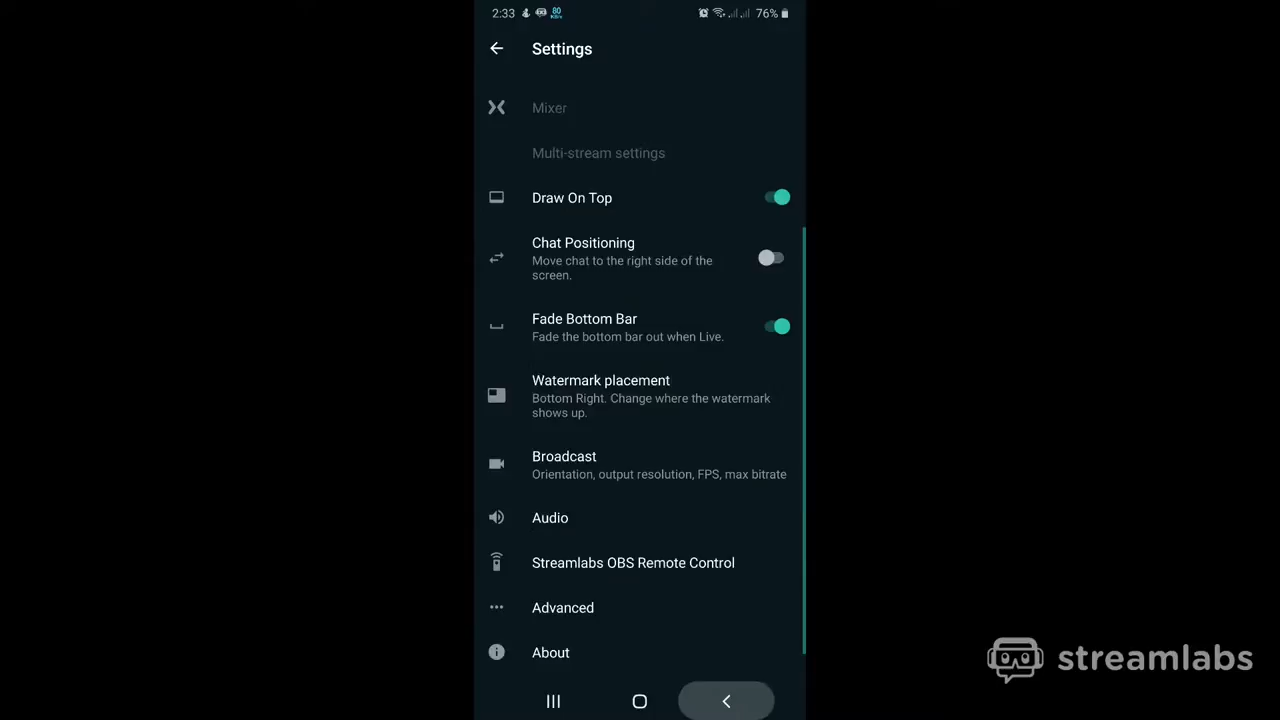 2:33 80 KB/s 76%
Settings
Mixer
Multi-stream settings
Draw On Top
Chat Positioning
Move chat to the right side of the
screen.
Fade Bottom Bar
Fade the bottom bar out when Live.
Watermark placement
Bottom Right. Change where the watermark
shows up.
Broadcast
Orientation, output resolution, FPS, max bitrate
Audio
Streamlabs OBS Remote Control
Advanced
About
streamlabs